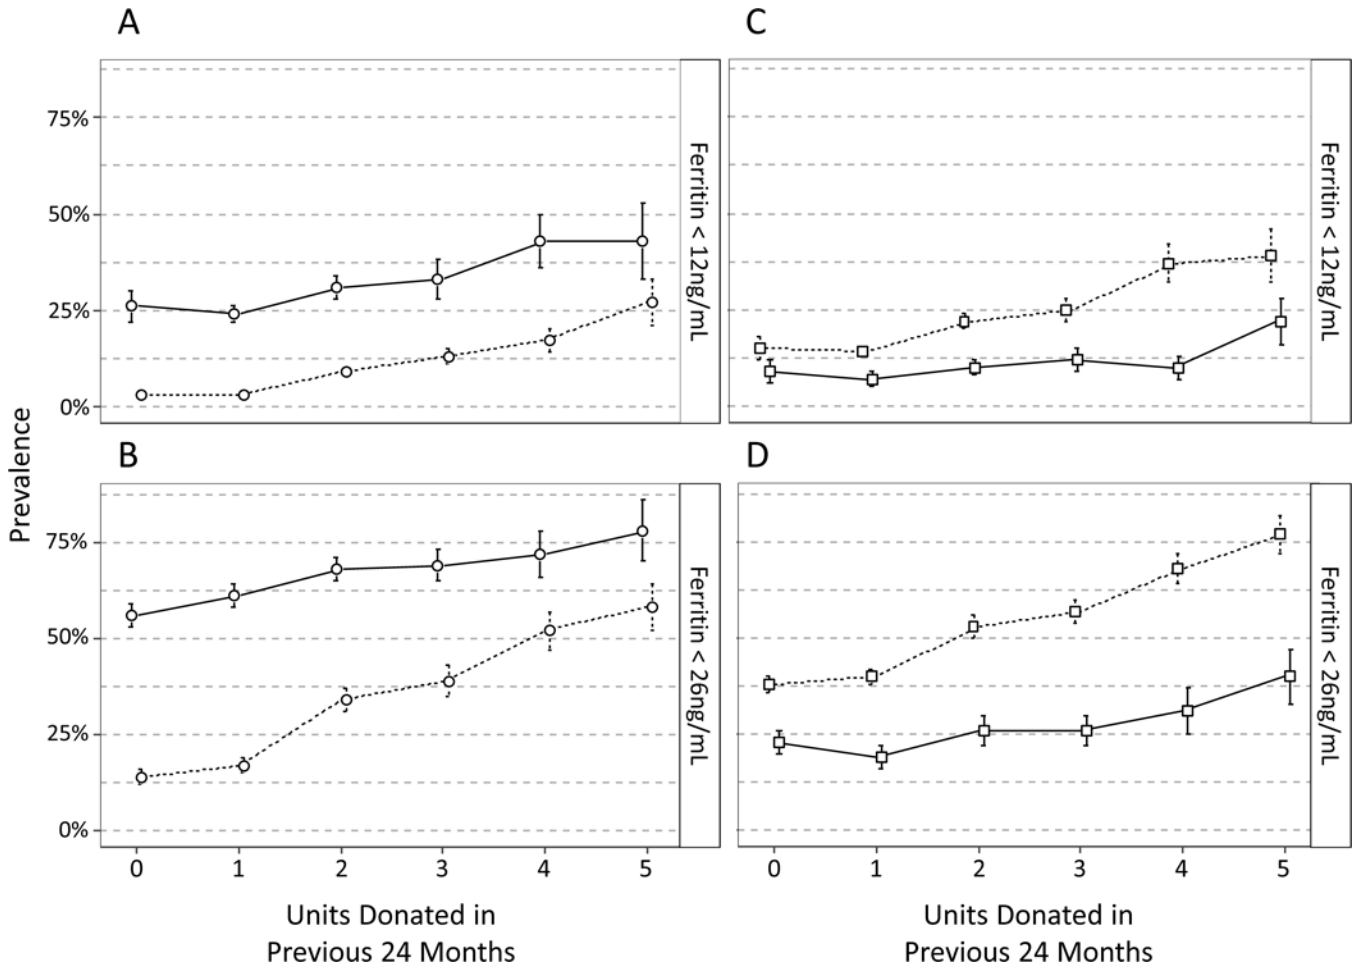 A
C
75%
50%
25%
0%
Ferritin < 12ng/mL
Ferritin < 12ng/mL
Prevalence
B
D
75%
50%
25%
0%
Ferritin < 26ng/mL
Ferritin < 26ng/mL
0 1 2 3 4 5
0 1 2 3 4 5
Units Donated in
Previous 24 Months
Units Donated in
Previous 24 Months